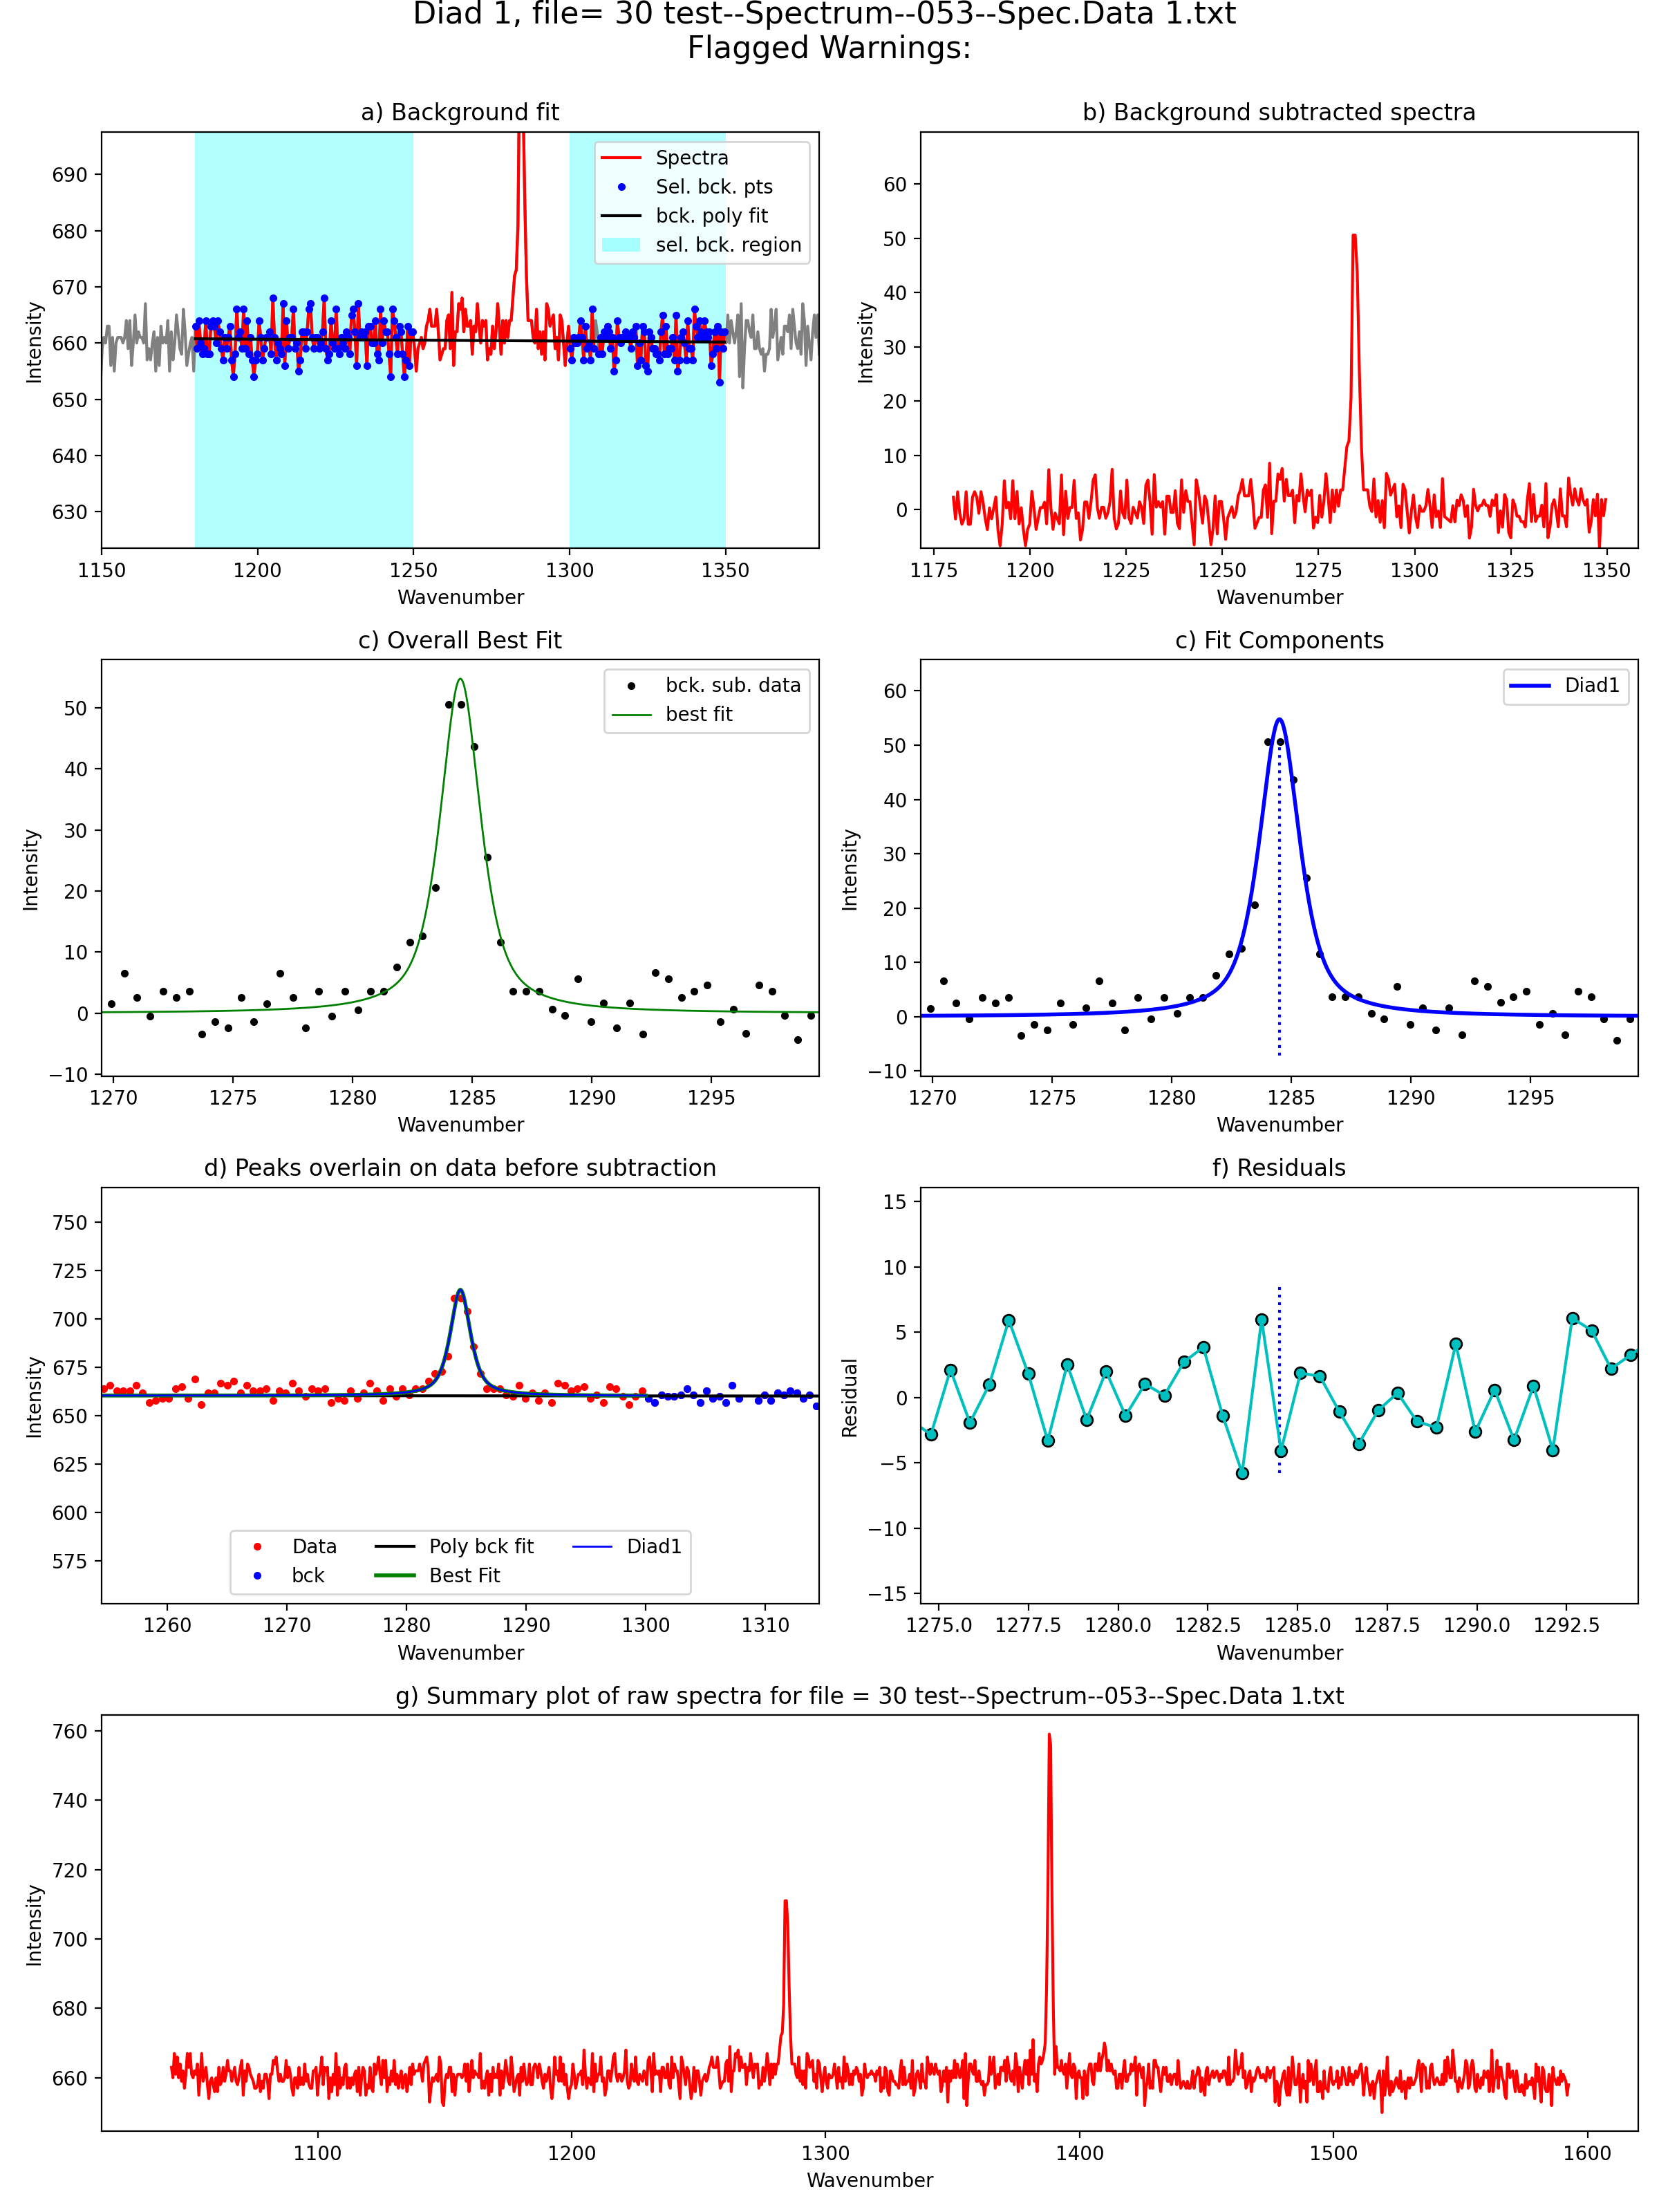 Diad 1, file= 30 test--Spectrum--053--Spec.Data 1.txt
Flagged Warnings:
a) Background fit
Intensity
690
680
670
660
650
640
630
Spectra
Sel. bck. pts
bck. poly fit
sel. bck. region
1150 1200 1250 1300 1350
Wavenumber
b) Background subtracted spectra
Intensity
60
50
40
30
20
10
0
1175 1200 1225 1250 1275 1300 1325 1350
Wavenumber
c) Overall Best Fit
Intensity
50
40
30
20
10
0
−10
bck. sub. data
best fit
1270 1275 1280 1285 1290 1295
Wavenumber
c) Fit Components
Intensity
60
50
40
30
20
10
0
−10
Diad1
1270 1275 1280 1285 1290 1295
Wavenumber
d) Peaks overlain on data before subtraction
Intensity
750
725
700
675
650
625
600
575
Data
bck
Poly bck fit
Best Fit
Diad1
1260 1270 1280 1290 1300 1310
Wavenumber
f) Residuals
Residual
15
10
5
0
−5
−10
−15
1275.0 1277.5 1280.0 1282.5 1285.0 1287.5 1290.0 1292.5
Wavenumber
g) Summary plot of raw spectra for file = 30 test--Spectrum--053--Spec.Data 1.txt
Intensity
760
740
720
700
680
660
1100 1200 1300 1400 1500 1600
Wavenumber